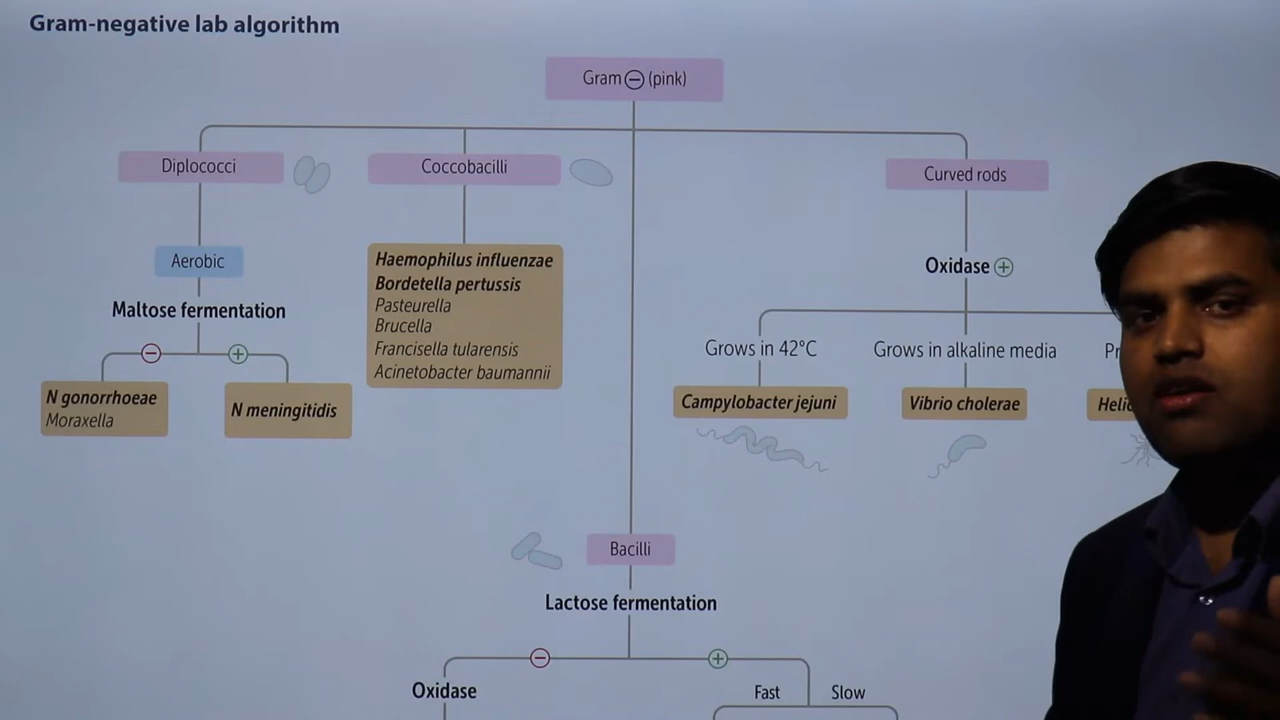 Gram-negative lab algorithm
Gram ⊖ (pink)
Diplococci
Coccobacilli
Curved rods
Aerobic
Haemophilus influenzae
Bordetella pertussis
Pasteurella
Brucella
Francisella tularensis
Acinetobacter baumannii
Oxidase ⊕
Maltose fermentation
Grows in 42°C
Grows in alkaline media
N gonorrhoeae
Moraxella
N meningitidis
Campylobacter jejuni
Vibrio cholerae
Bacilli
Lactose fermentation
Oxidase
Fast
Slow